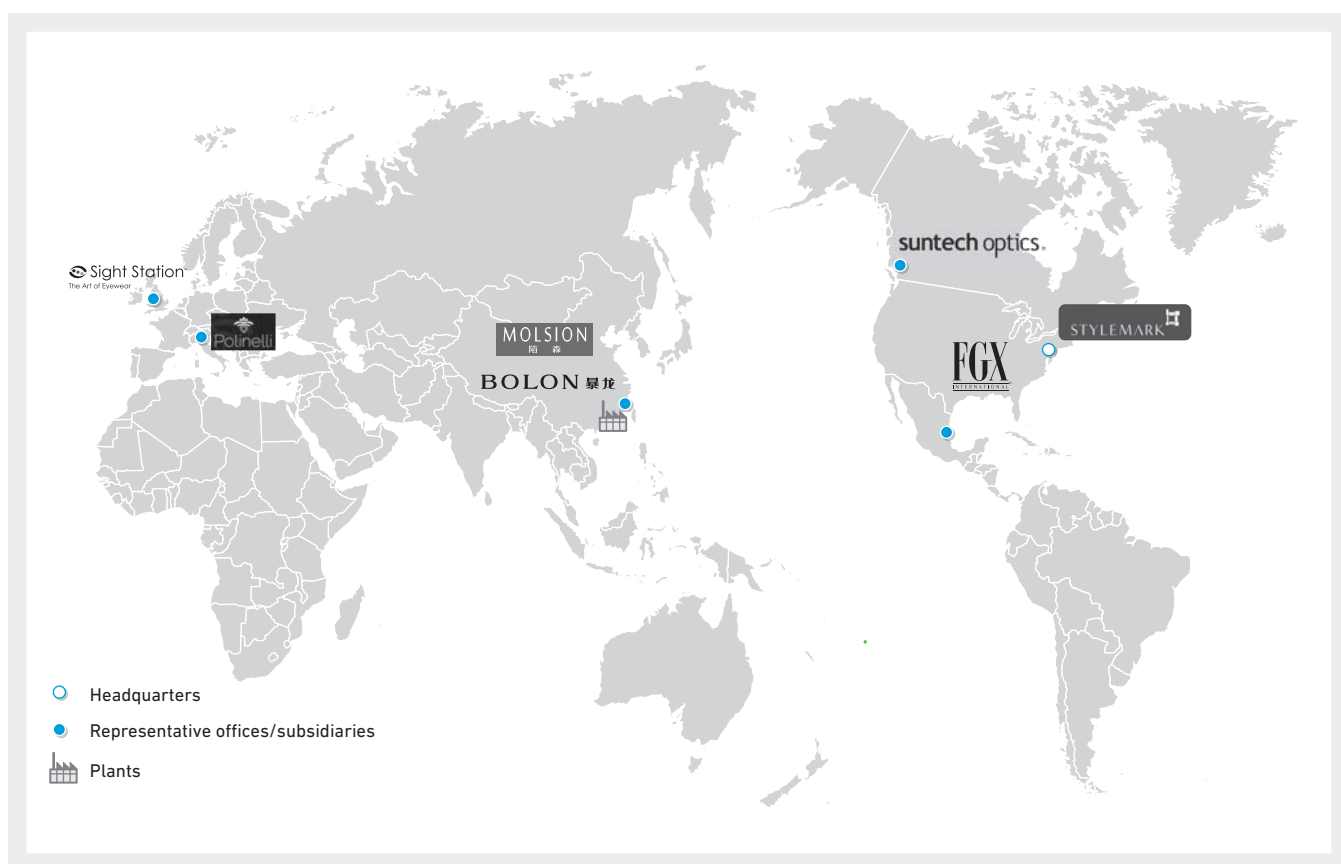 suntech optics.
Sight Station
The Art of Eyewear
STYLEMARK
Polinelli
MOLSION
陌 森
FGX
INTERNATIONAL
BOLON 暴龙
Headquarters
Representative offices/subsidiaries
Plants